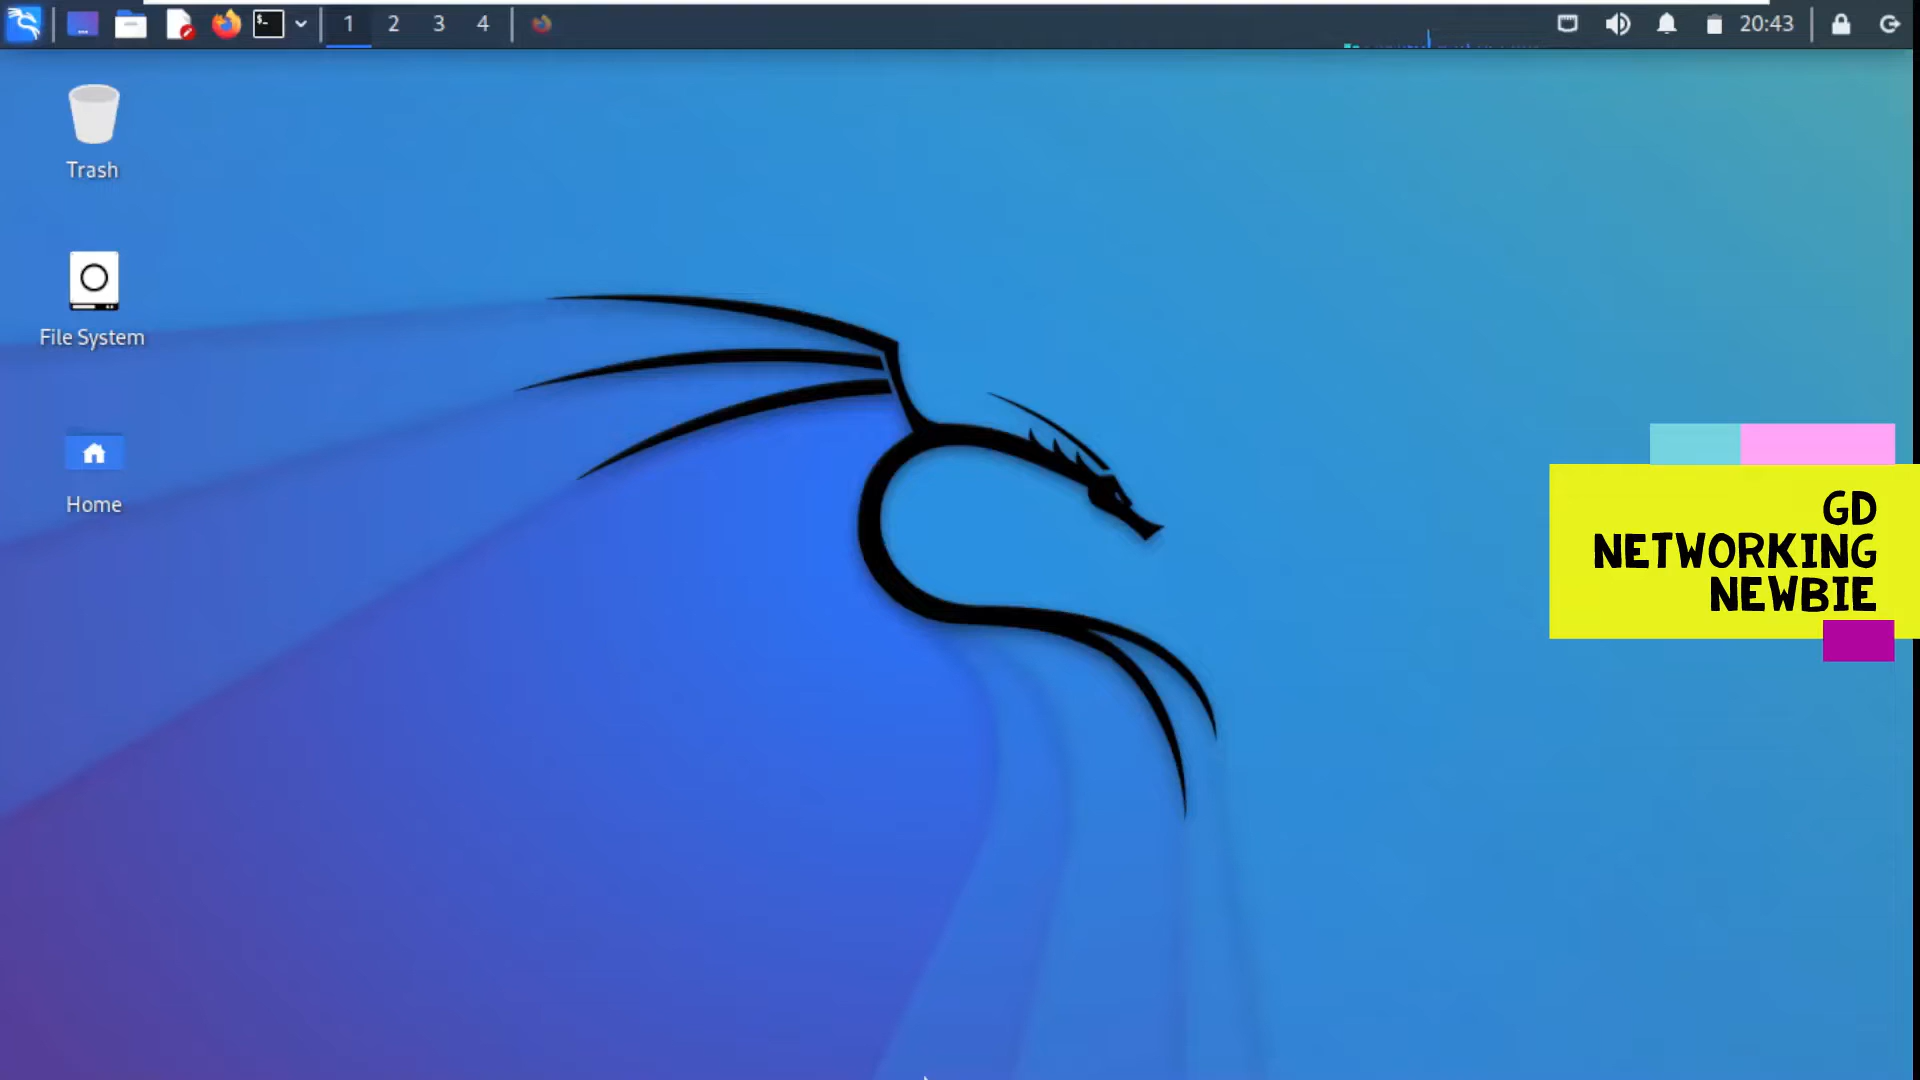 $-
1 2 3 4
20:43
Trash
File System
Home
GD
NETWORKING
NEWBIE